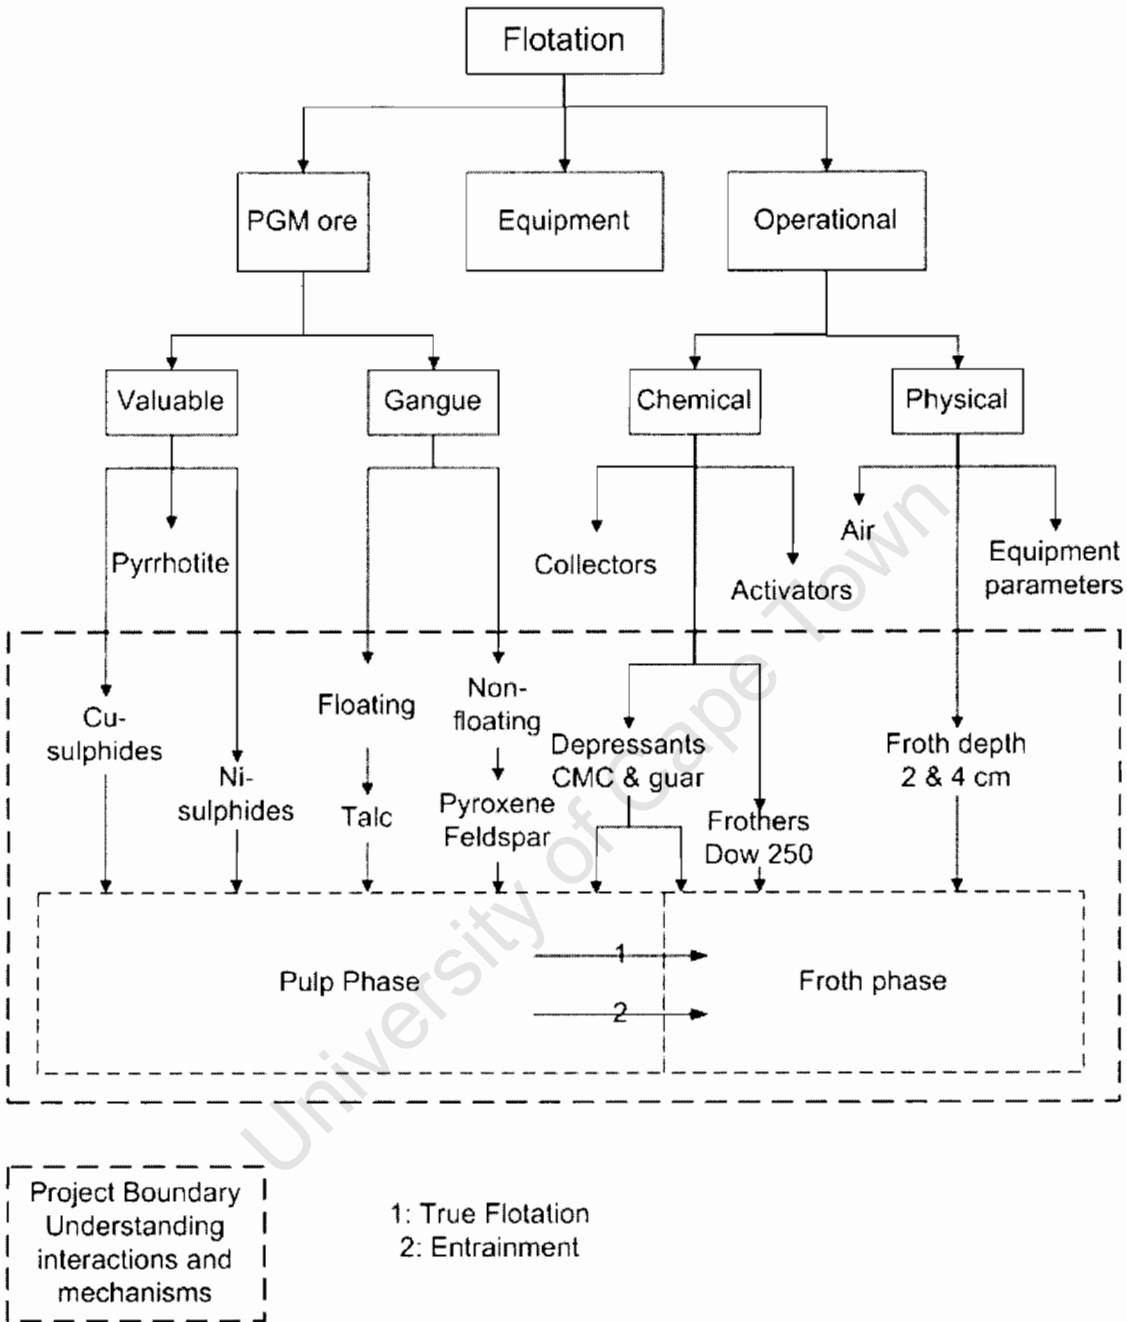 Flotation
PGM ore
Equipment
Operational
Valuable
Gangue
Chemical
Physical
Pyrrhotite
Collectors
Activators
Air
Equipment
parameters
Cu-
sulphides
Ni-
sulphides
Floating
Talc
Non-
floating
Pyroxene
Feldspar
Depressants
CMC & guar
Frothers
Dow 250
Froth depth
2 & 4 cm
Pulp Phase
1
2
Froth phase
Project Boundary
Understanding
interactions and
mechanisms
1: True Flotation
2: Entrainment
University of Cape Town